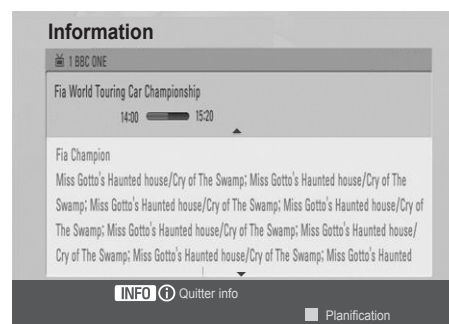 Information
1 BBC ONE
Fia World Touring Car Championship
14:00 15:20
Fia Champion
Miss Gotto's Haunted house/Cry of The Swamp; Miss Gotto's Haunted house/Cry of The
Swamp; Miss Gotto's Haunted house/Cry of The Swamp; Miss Gotto's Haunted house/Cry of
The Swamp; Miss Gotto's Haunted house/Cry of The Swamp; Miss Gotto's Haunted house/
Cry of The Swamp; Miss Gotto's Haunted house/Cry of The Swamp; Miss Gotto's Haunted
INFO i Quitter info
Planification